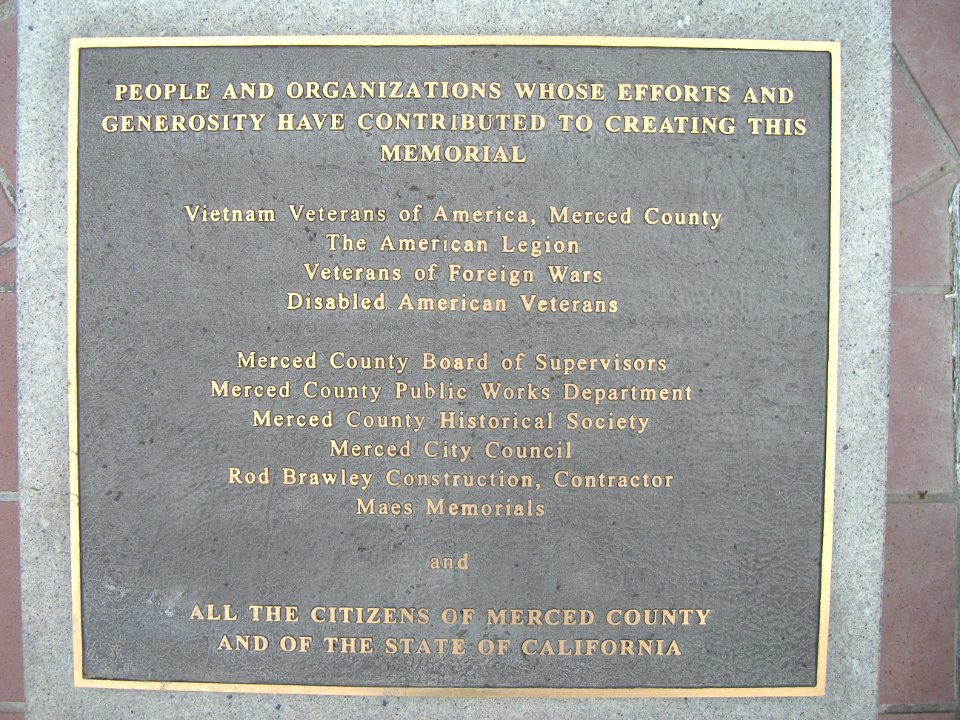 PEOPLE AND ORGANIZATIONS WHOSE EFFORTS AND
GENEROSITY HAVE CONTRIBUTED TO CREATING THIS
MEMORIAL
Vietnam Veterans of America, Merced County
The American Legion
Veterans of Foreign Wars
Disabled American Veterans
Merced County Board of Supervisors
Merced County Public Works Department
Merced County Historical Society
Merced City Council
Rod Brawley Construction, Contractor
Maes Memorials
and
ALL THE CITIZENS OF MERCED COUNTY
AND OF THE STATE OF CALIFORNIA